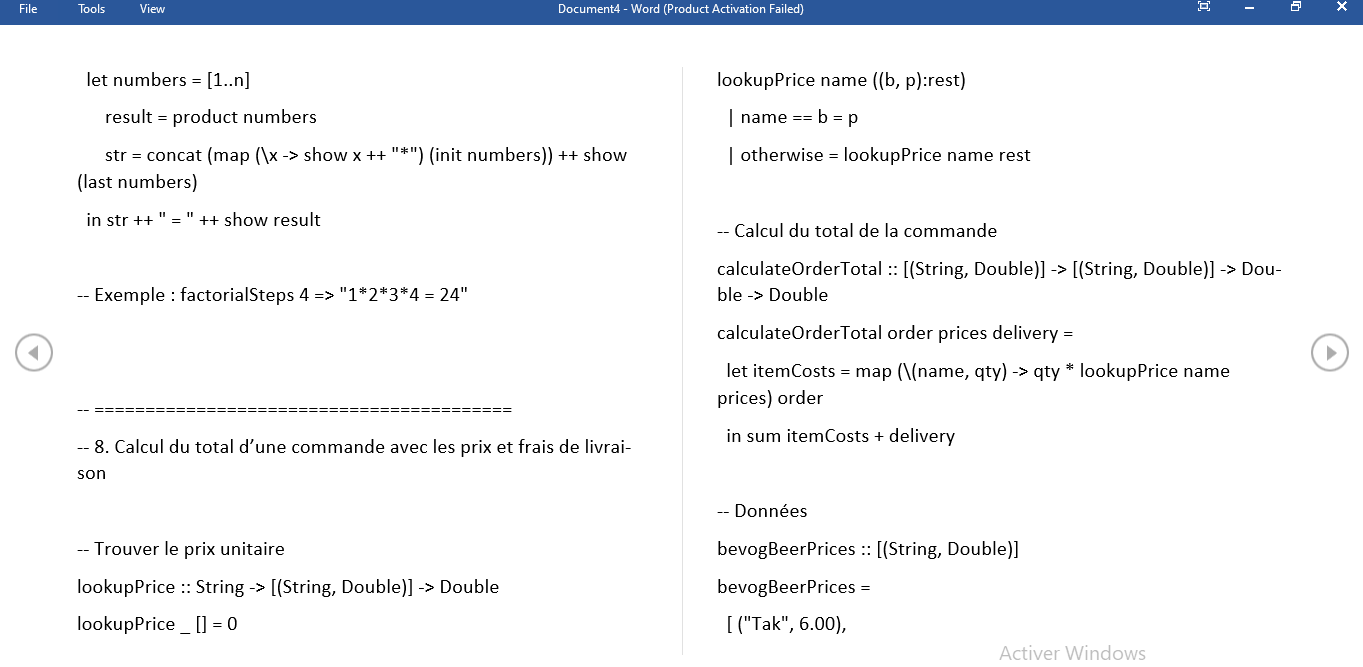 File Tools View Document4 - Word (Product Activation Failed)
let numbers = [1..n]
result = product numbers
str = concat (map (\x -> show x ++ "*") (init numbers)) ++ show
(last numbers)
in str ++ " = " ++ show result
-- Exemple : factorialSteps 4 => "1*2*3*4 = 24"
-- =========================================
-- 8. Calcul du total d’une commande avec les prix et frais de livrai-
son
-- Trouver le prix unitaire
lookupPrice :: String -> [(String, Double)] -> Double
lookupPrice _ [] = 0
lookupPrice name ((b, p):rest)
| name == b = p
| otherwise = lookupPrice name rest
-- Calcul du total de la commande
calculateOrderTotal :: [(String, Double)] -> [(String, Double)] -> Dou-
ble -> Double
calculateOrderTotal order prices delivery =
let itemCosts = map (\(name, qty) -> qty * lookupPrice name
prices) order
in sum itemCosts + delivery
-- Données
bevogBeerPrices :: [(String, Double)]
bevogBeerPrices =
[ ("Tak", 6.00),
Activer Windows